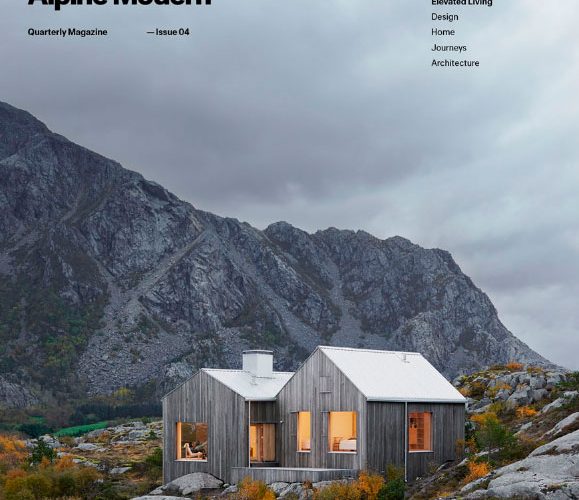 Alpine Modern
Quarterly Magazine — Issue 04
Elevated Living
Design
Home
Journeys
Architecture